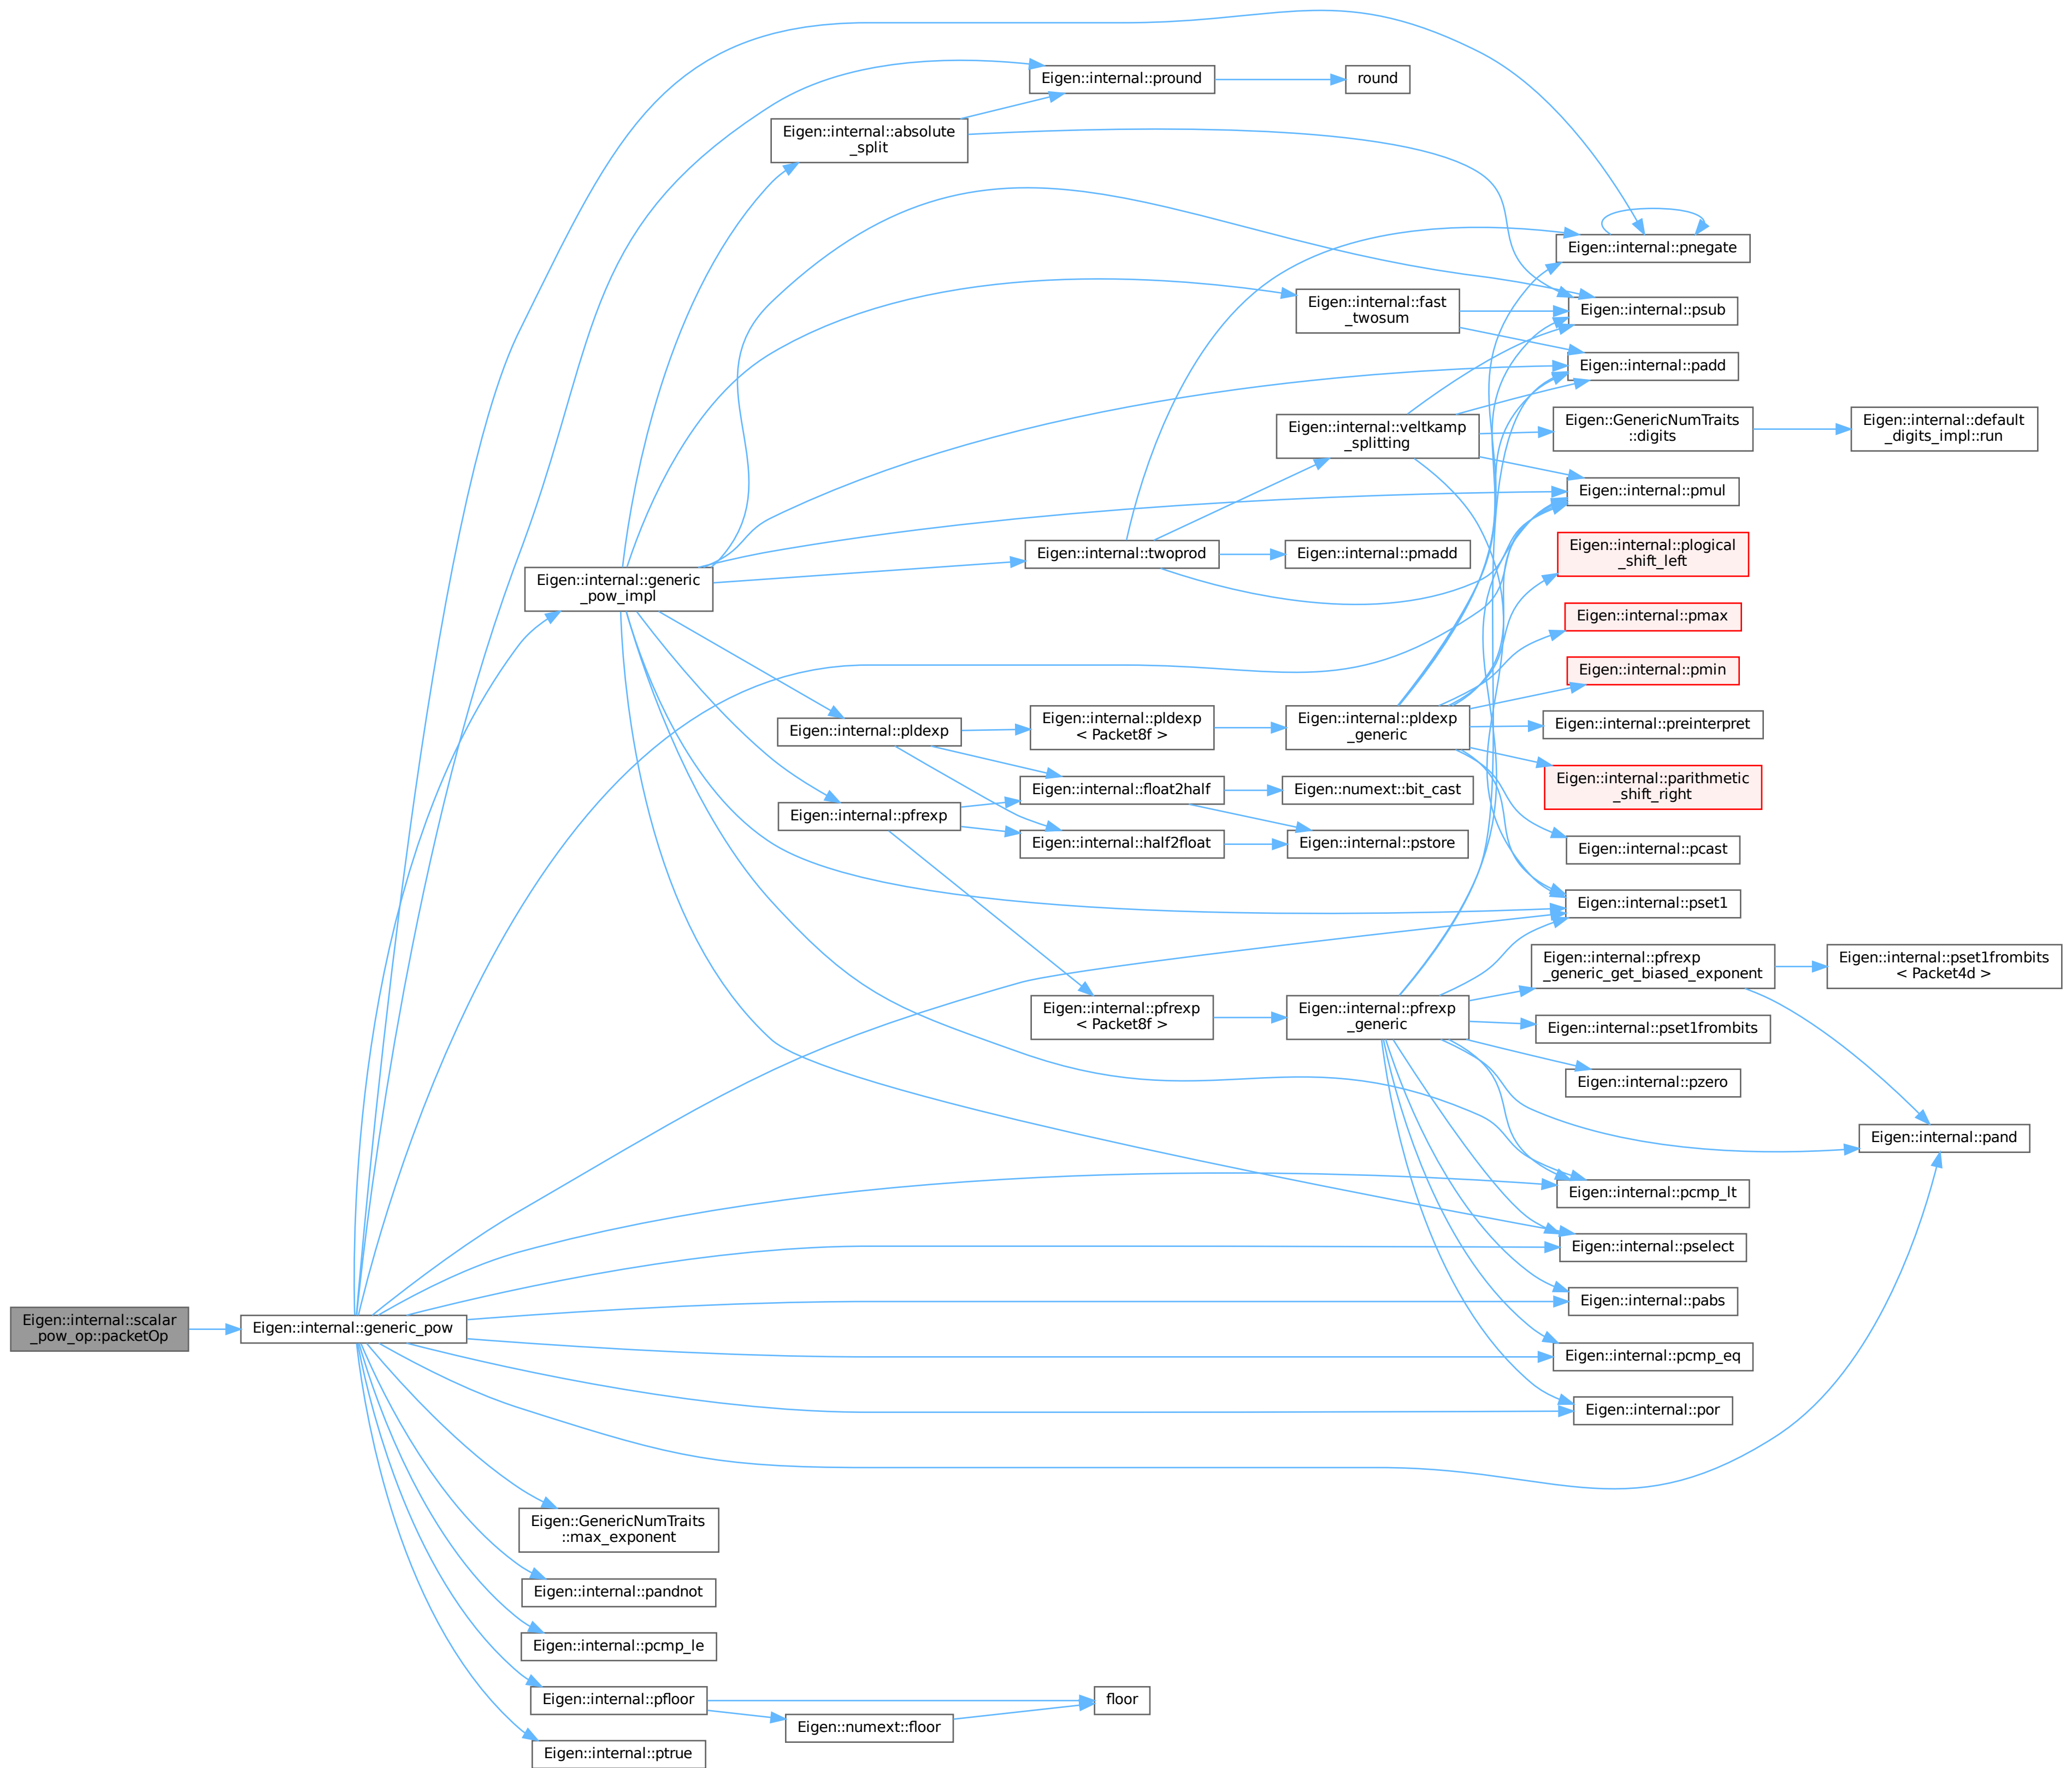 Eigen::internal::pround
round
Eigen::internal::absolute
_split
Eigen::internal::pnegate
Eigen::internal::fast
_twosum
Eigen::internal::psub
Eigen::internal::padd
Eigen::internal::veltkamp
_splitting
Eigen::GenericNumTraits
::digits
Eigen::internal::default
_digits_impl::run
Eigen::internal::pmul
Eigen::internal::twoprod
Eigen::internal::pmadd
Eigen::internal::plogical
_shift_left
Eigen::internal::generic
_pow_impl
Eigen::internal::pmax
Eigen::internal::pmin
Eigen::internal::pldexp
Eigen::internal::pldexp
< Packet8f >
Eigen::internal::pldexp
_generic
Eigen::internal::preinterpret
Eigen::internal::parithmetic
_shift_right
Eigen::internal::float2half
Eigen::numext::bit_cast
Eigen::internal::pfrexp
Eigen::internal::half2float
Eigen::internal::pstore
Eigen::internal::pcast
Eigen::internal::pset1
Eigen::internal::pfrexp
_generic_get_biased_exponent
Eigen::internal::pset1frombits
< Packet4d >
Eigen::internal::pfrexp
< Packet8f >
Eigen::internal::pfrexp
_generic
Eigen::internal::pset1frombits
Eigen::internal::pzero
Eigen::internal::pand
Eigen::internal::pcmp_lt
Eigen::internal::pselect
Eigen::internal::pabs
Eigen::internal::scalar
_pow_op::packetOp
Eigen::internal::generic_pow
Eigen::internal::pcmp_eq
Eigen::internal::por
Eigen::GenericNumTraits
::max_exponent
Eigen::internal::pandnot
Eigen::internal::pcmp_le
Eigen::internal::pfloor
floor
Eigen::numext::floor
Eigen::internal::ptrue